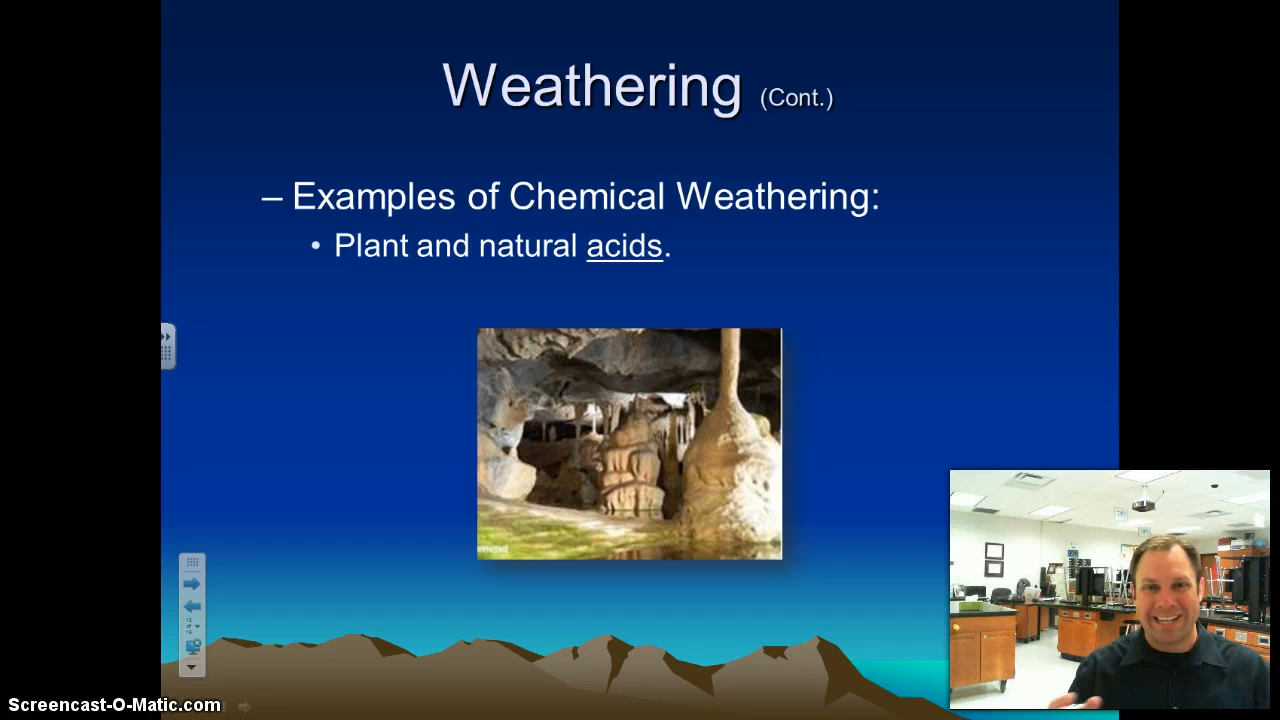 Weathering (Cont.)
– Examples of Chemical Weathering:
• Plant and natural acids.
Screencast-O-Matic.com